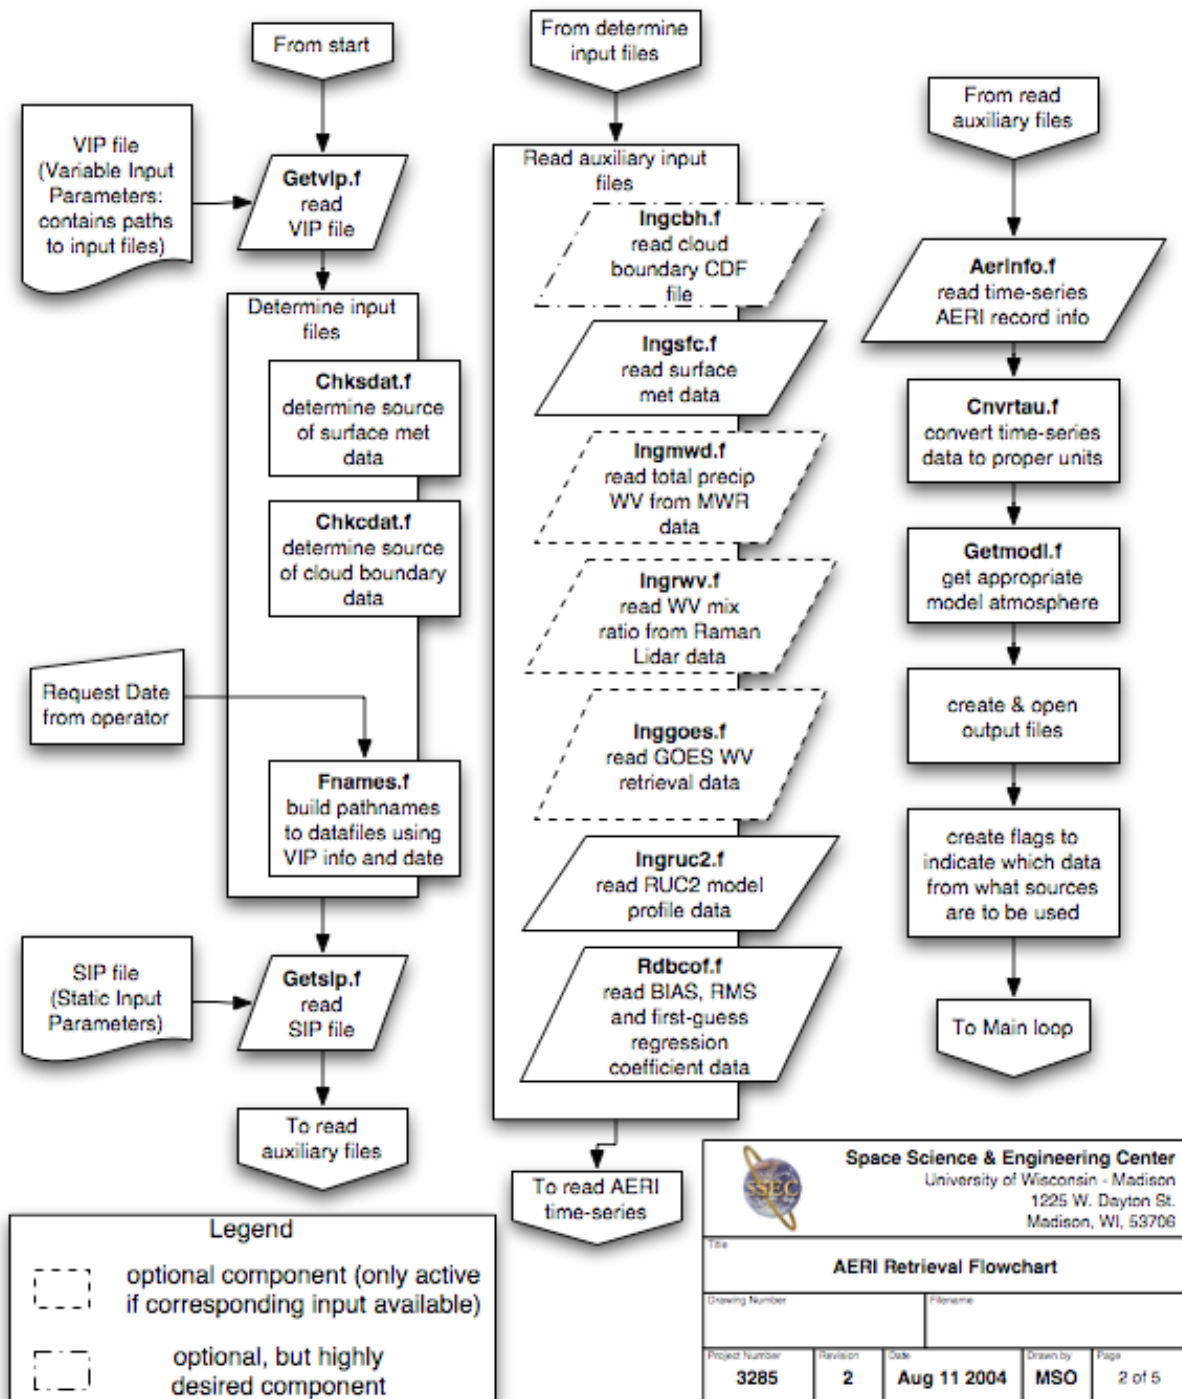 From start
VIP file
(Variable Input
Parameters:
contains paths
to input files)
Getvip.f
read
VIP file
Determine input
files
Chksdat.f
determine source
of surface met
data
Chkcdat.f
determine source
of cloud boundary
data
Request Date
from operator
Fnames.f
build pathnames
to datafiles using
VIP info and date
SIP file
(Static Input
Parameters)
Getsip.f
read
SIP file
To read
auxiliary files
From determine
input files
Read auxiliary input
files
Ingcbh.f
read cloud
boundary CDF
file
Ingsfc.f
read surface
met data
Ingmwd.f
read total precip
WV from MWR
data
Ingrwv.f
read WV mix
ratio from Raman
Lidar data
Inggoes.f
read GOES WV
retrieval data
Ingruc2.f
read RUC2 model
profile data
Rdbcof.f
read BIAS, RMS
and first-guess
regression
coefficient data
To read AERI
time-series
From read
auxiliary files
AerInfo.f
read time-series
AERI record info
Cnvrtau.f
convert time-series
data to proper units
Getmodl.f
get appropriate
model atmosphere
create & open
output files
create flags to
indicate which data
from what sources
are to be used
To Main loop
Legend
optional component (only active
if corresponding input available)
optional, but highly
desired component
SSEC
Space Science & Engineering Center
University of Wisconsin - Madison
1225 W. Dayton St.
Madison, WI, 53706
Title
AERI Retrieval Flowchart
Drawing Number
Filename
Project Number
3285
Revision
2
Date
Aug 11 2004
Drawn by
MSO
Page
2 of 5